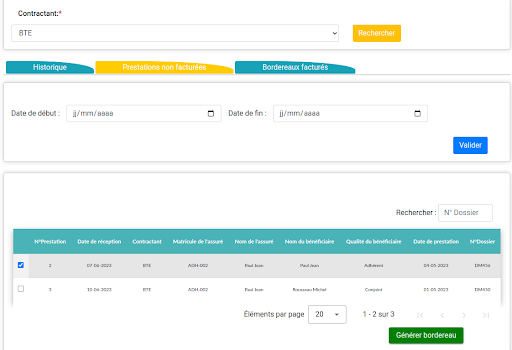 Contractant:*
BTE
Rechercher
Historique Prestations non facturées Bordereaux facturés
Date de début : jj/mm/aaaa Date de fin : jj/mm/aaaa
Valider
Rechercher : N° Dossier
N°Prestation Date de réception Contractant Matricule de l'assuré Nom de l'assuré Nom du bénéficiaire Qualité du bénéficiaire Date de prestation N°Dossier
2 07-06-2023 BTE ADH-002 Paul Jean Paul Jean Adhérent 04-05-2023 DM456
3 10-06-2023 BTE ADH-002 Paul Jean Rousseau Michel Conjoint 01-05-2023 DM450
Éléments par page 20 1 - 2 sur 3
Générer bordereau